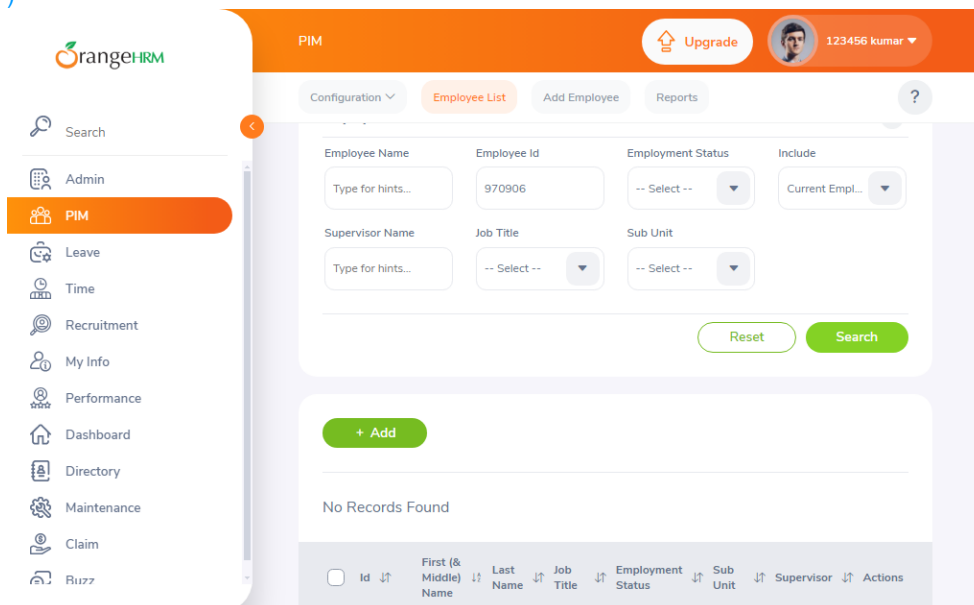 )
OrangeHRM
PIM
Upgrade
123456 kumar
Configuration
Employee List
Add Employee
Reports
?
Search
Admin
PIM
Leave
Time
Recruitment
My Info
Performance
Dashboard
Directory
Maintenance
Claim
Buzz
Employee Name
Employee Id
Employment Status
Include
Type for hints...
970906
-- Select --
Current Empl...
Supervisor Name
Job Title
Sub Unit
Type for hints...
-- Select --
-- Select --
Reset
Search
+ Add
No Records Found
Id
First (& Middle) Name
Last Name
Job Title
Employment Status
Sub Unit
Supervisor
Actions